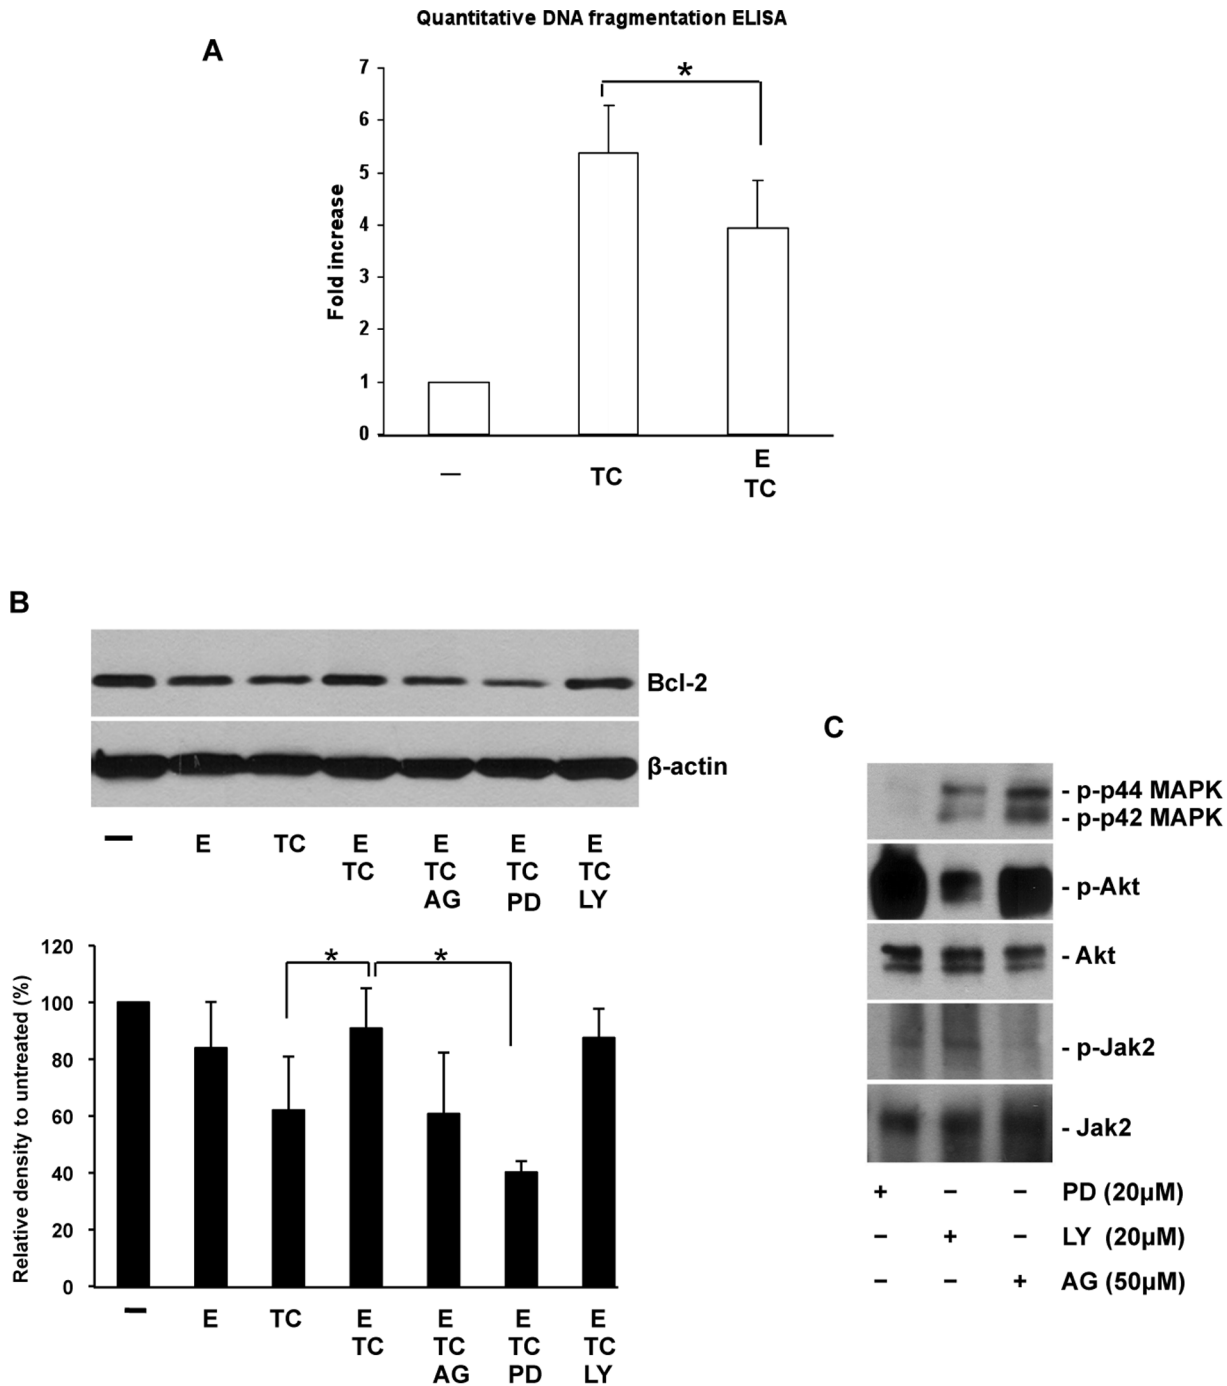 Quantitative DNA fragmentation ELISA
A
Fold increase
7
6
5
4
3
2
1
0
—
TC
E
TC
*
B
Bcl-2
β-actin
— E TC E E E E
TC TC TC TC
AG PD LY
Relative density to untreated (%)
120
100
80
60
40
20
0
* *
— E TC E E E E
TC TC TC TC
AG PD LY
C
- p-p44 MAPK
- p-p42 MAPK
- p-Akt
- Akt
- p-Jak2
- Jak2
+ − − PD (20µM)
− + − LY (20µM)
− − + AG (50µM)